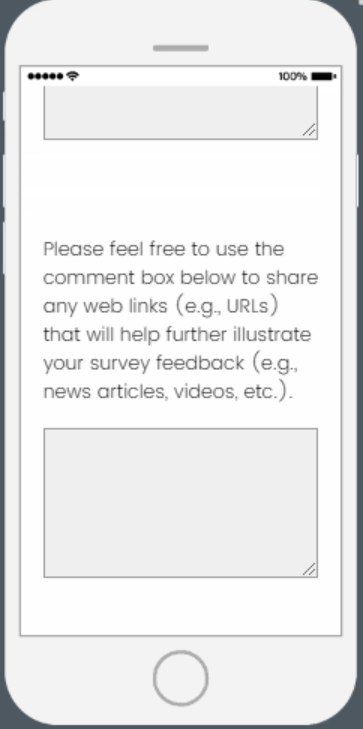 100%
Please feel free to use the
comment box below to share
any web links (e.g., URLs)
that will help further illustrate
your survey feedback (e.g.,
news articles, videos, etc.).